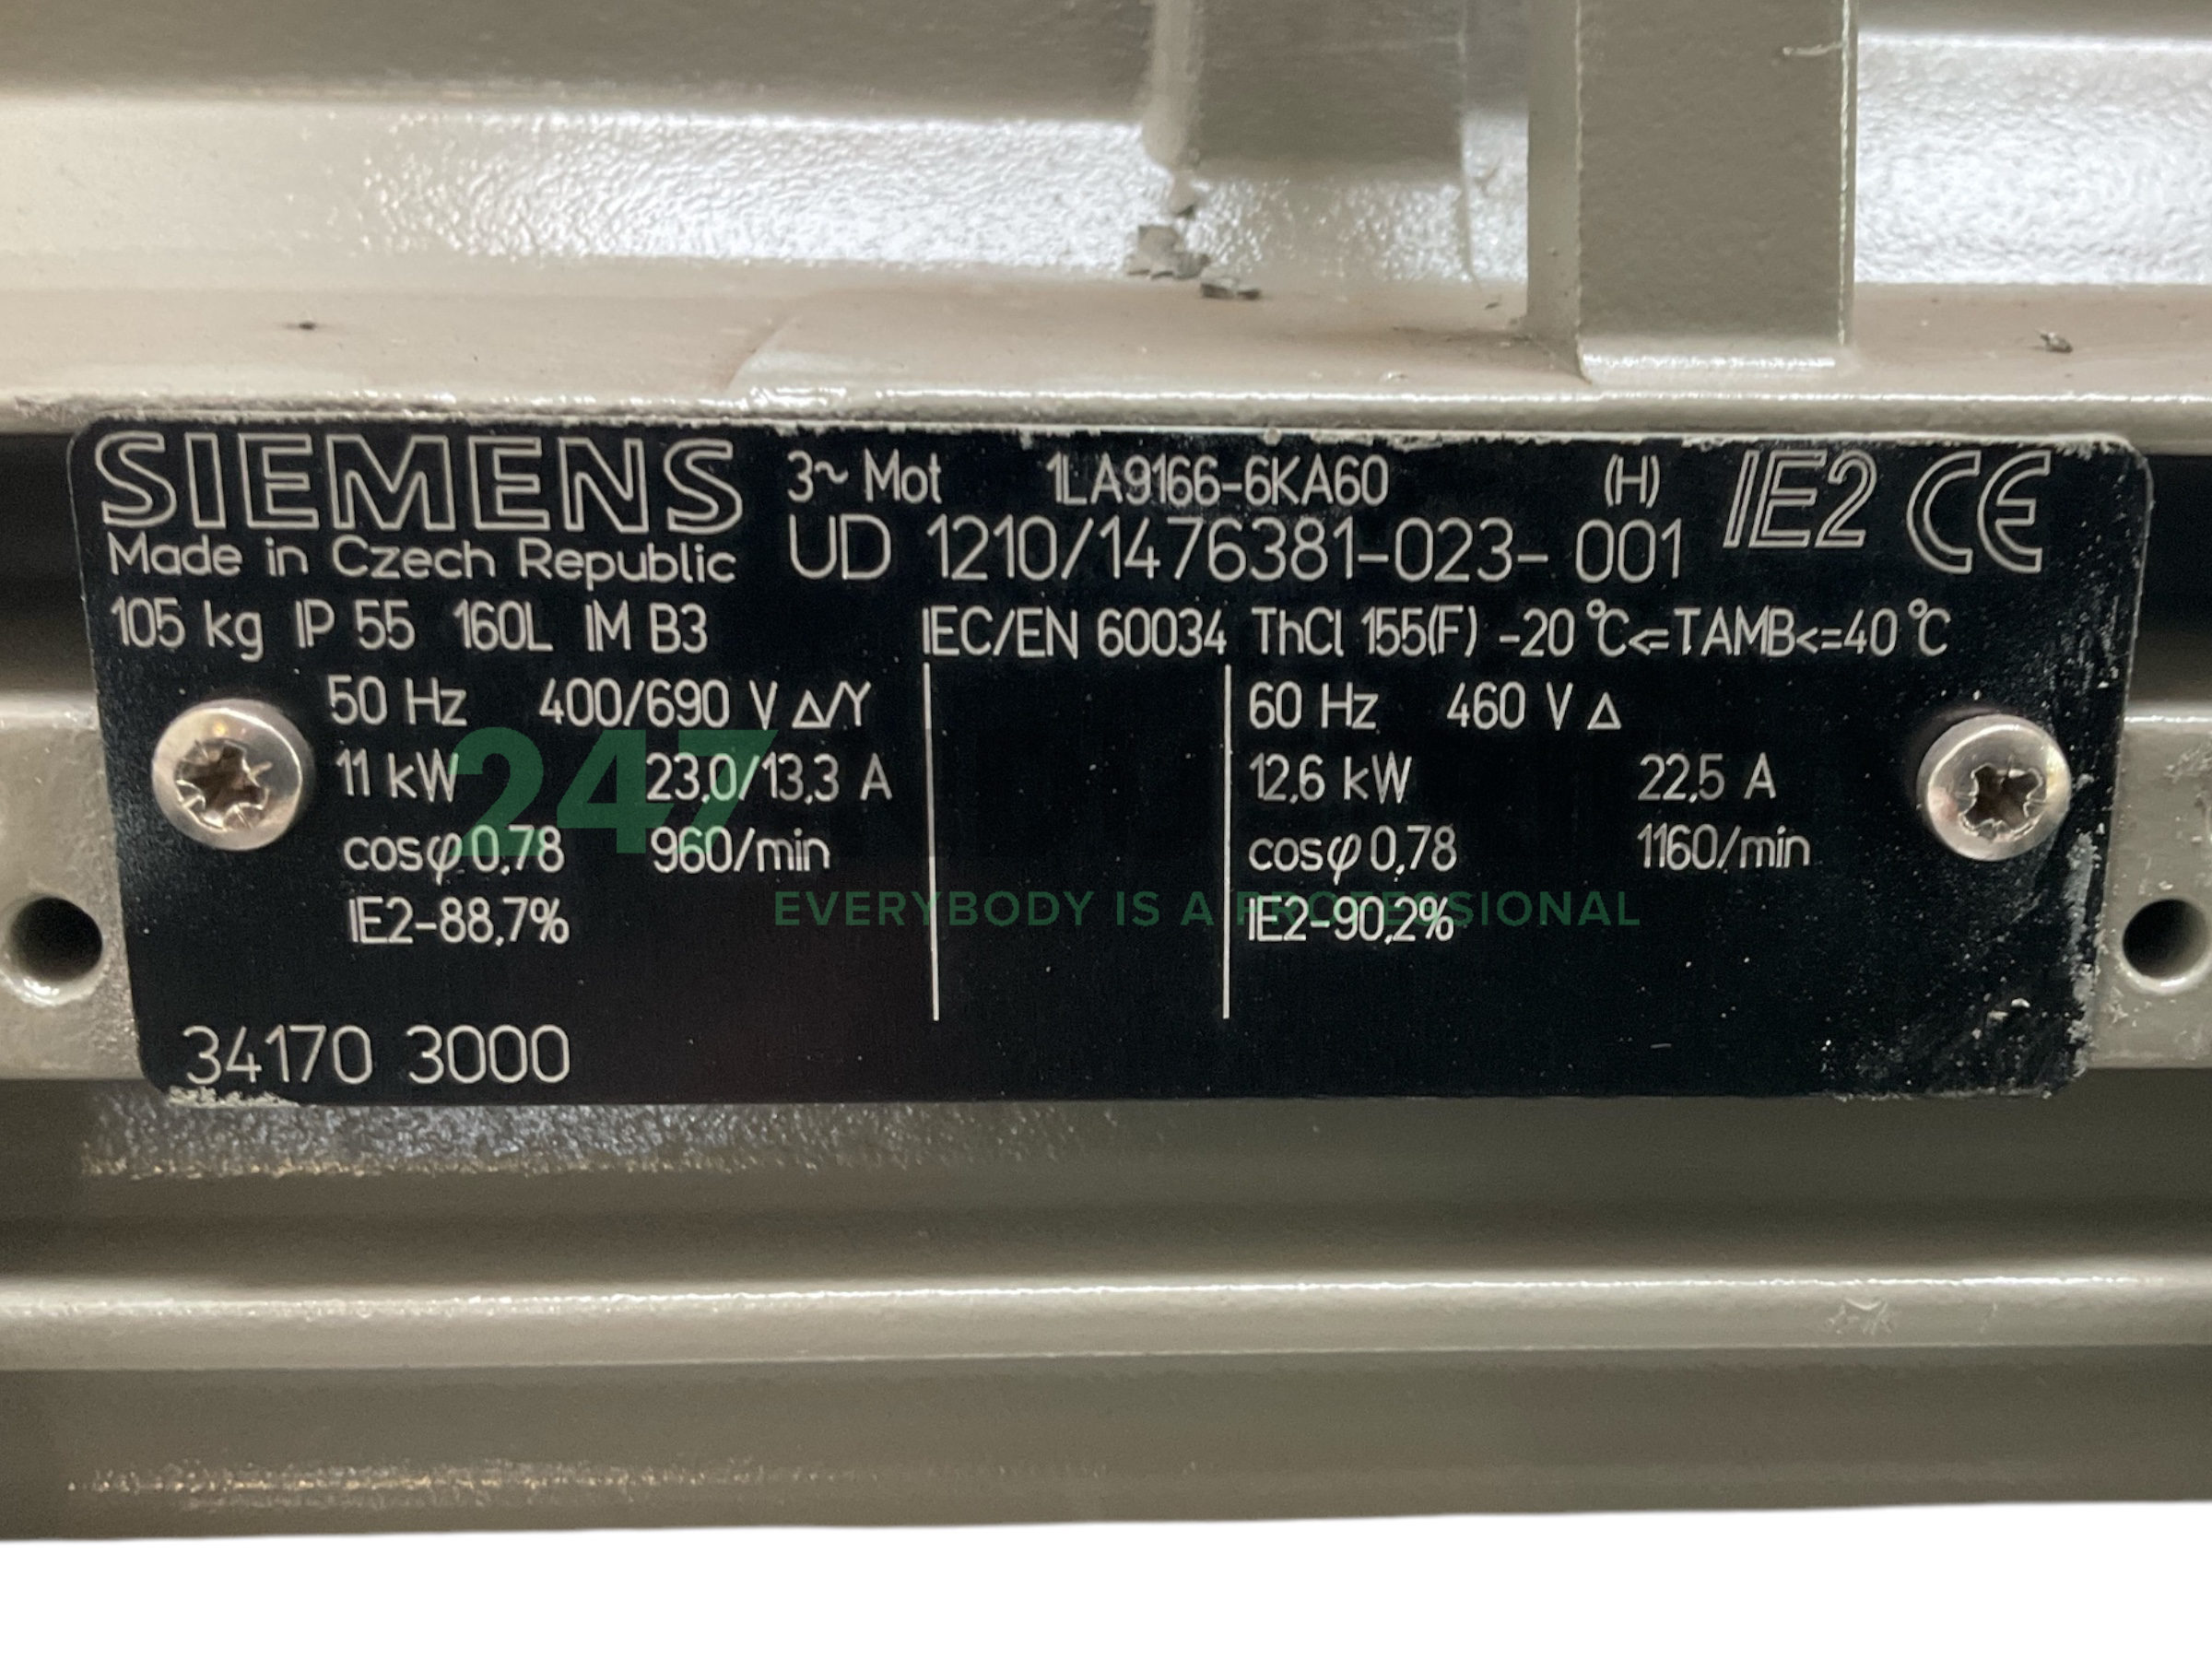 SIEMENS 3~ Mot 1LA9166-6KA60 (H) IE2 CE
Made in Czech Republic UD 1210/1476381-023-001
105 kg IP 55 160L IM B3 IEC/EN 60034 ThCl 155(F) -20°C<=TAMB<=40°C
50 Hz 400/690 V Δ/Y 60 Hz 460 V Δ
11 kW 23,0/13,3 A 12,6 kW 22,5 A
cosφ 0,78 960/min cosφ 0,78 1160/min
IE2-88,7% IE2-90,2%
34170 3000
247
EVERYBODY IS A PROFESSIONAL